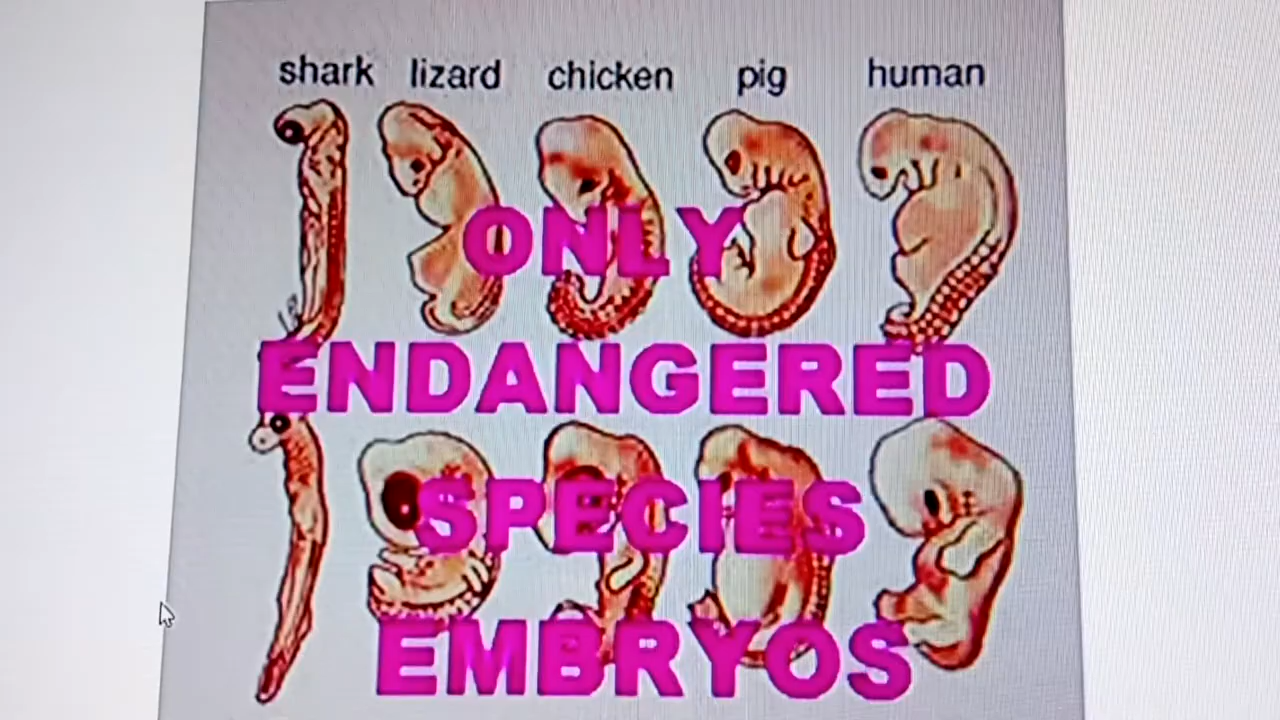 shark lizard chicken pig human
ONLY
ENDANGERED
SPECIES
EMBRYOS